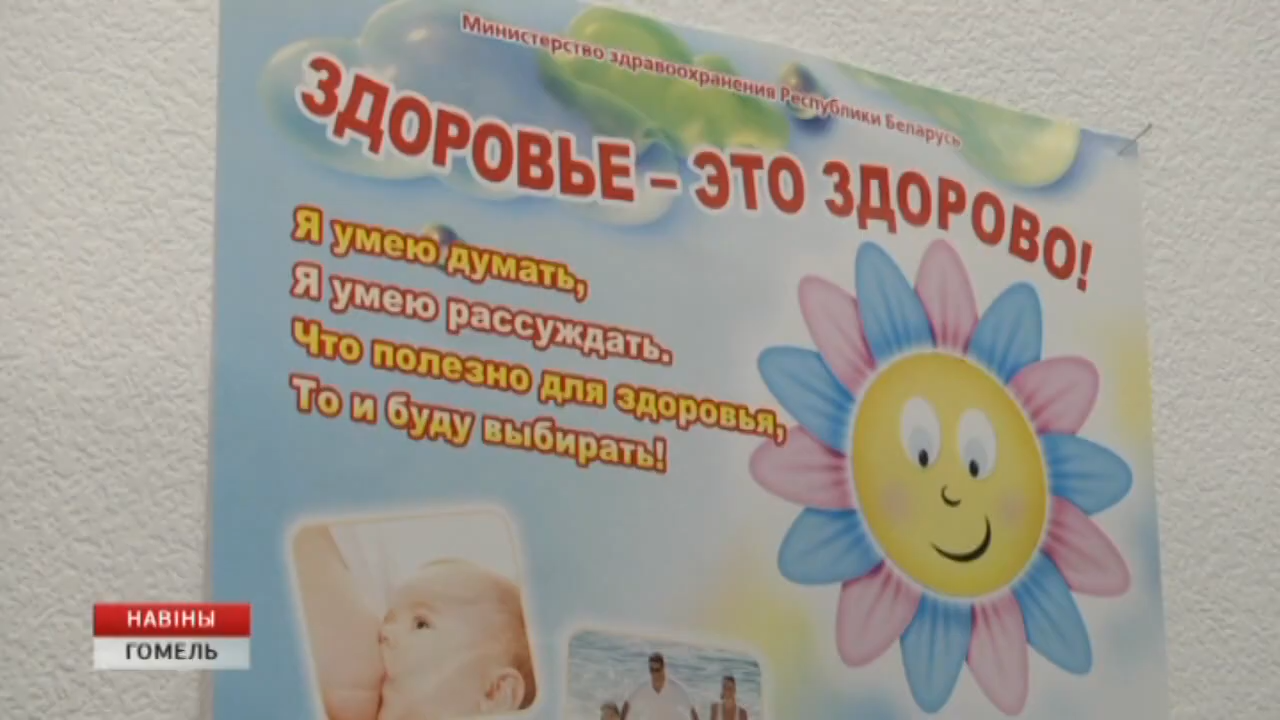 Министерство здравоохранения Республики Беларусь
ЗДОРОВЬЕ – ЭТО ЗДОРОВО!
Я умею думать,
Я умею рассуждать.
Что полезно для здоровья,
То и буду выбирать!
НАВІНЫ
ГОМЕЛЬ